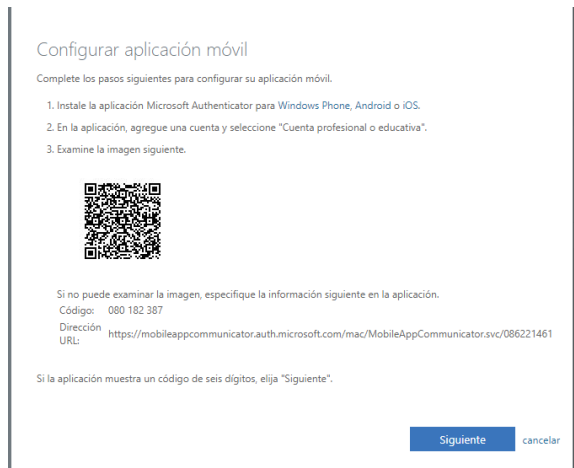 Configurar aplicación móvil
Complete los pasos siguientes para configurar su aplicación móvil.
1. Instale la aplicación Microsoft Authenticator para Windows Phone, Android o iOS.
2. En la aplicación, agregue una cuenta y seleccione "Cuenta profesional o educativa".
3. Examine la imagen siguiente.
Si no puede examinar la imagen, especifique la información siguiente en la aplicación.
Código: 080 182 387
Dirección URL: https://mobileappcommunicator.auth.microsoft.com/mac/MobileAppCommunicator.svc/086221461
Si la aplicación muestra un código de seis dígitos, elija "Siguiente".
Siguiente cancelar